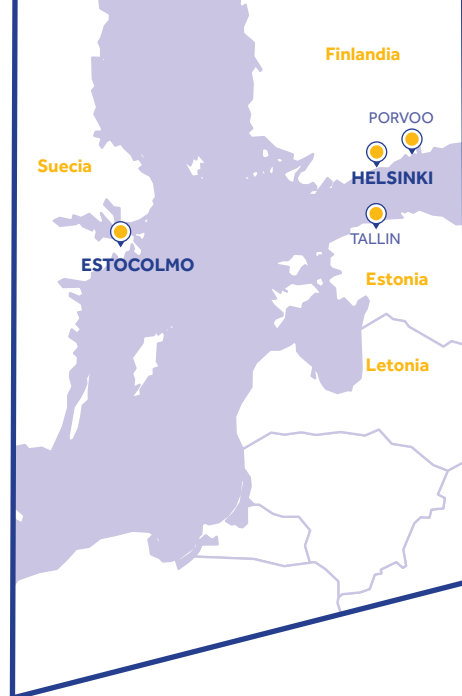 Finlandia
PORVOO
Suecia
HELSINKI
TALLIN
ESTOCOLMO
Estonia
Letonia